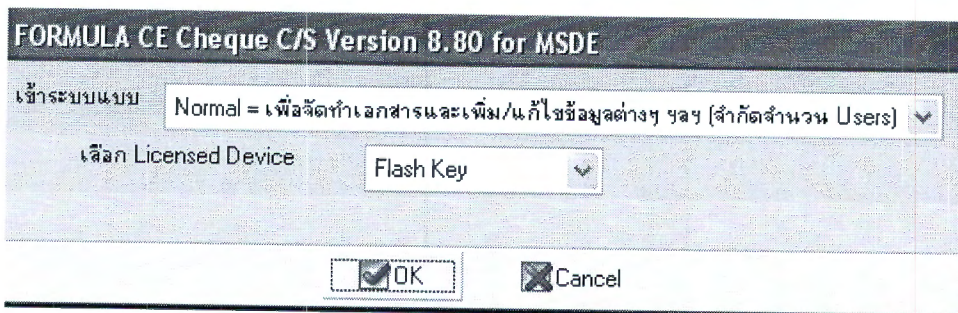 FORMULA CE Cheque C/S Version 8.80 for MSDE
เข้าระบบแบบ Normal = เพื่อจัดทำเอกสารและเพิ่ม/แก้ไขข้อมูลต่างๆ ฯลฯ (จำกัดจำนวน Users)
เลือก Licensed Device Flash Key
OK Cancel